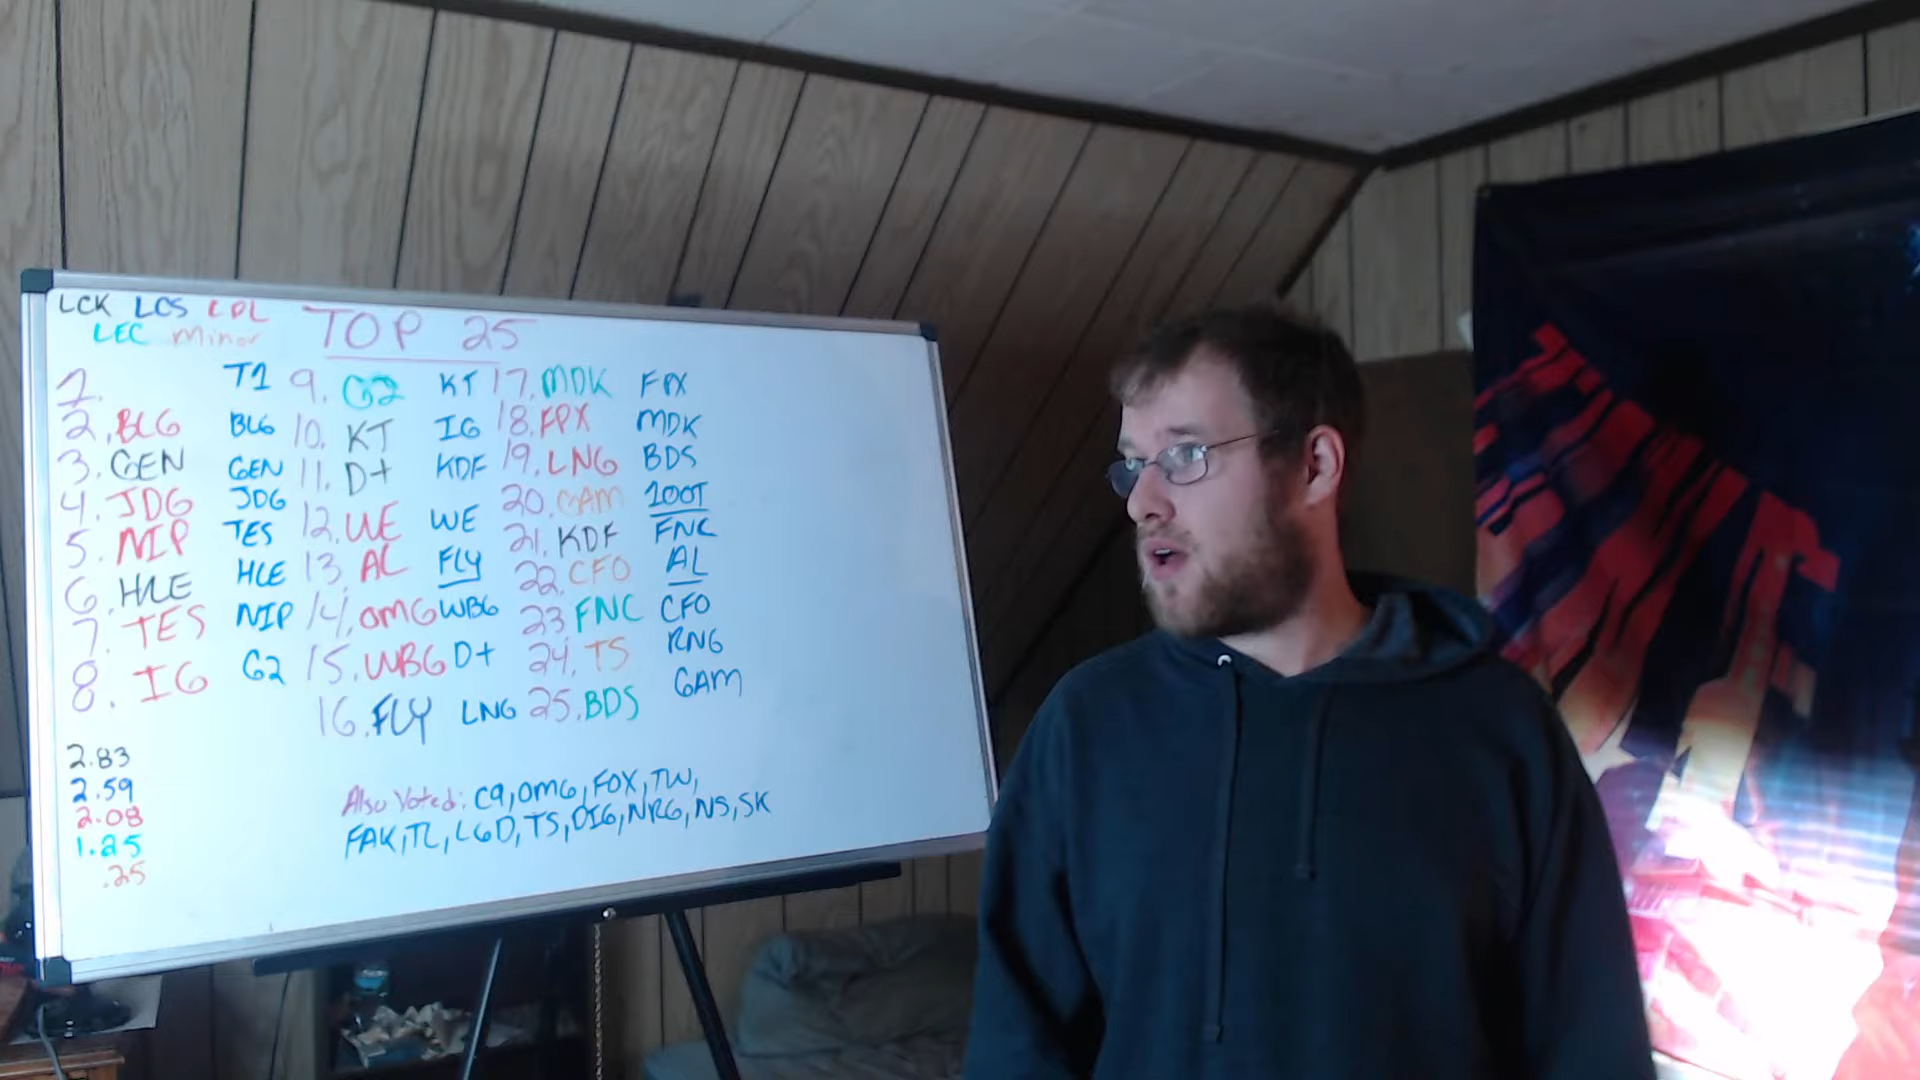 LCK LCS LPL
LEC Minor
TOP 25
1. T1 9. G2 KT 17. MDK FPX
2. BLG BLG 10. KT IG 18. FPX MDK
3. GEN GEN 11. D+ KDF 19. LNG BDS
4. JDG JDG 12. WE WE 20. GAM 100T
5. NIP TES 13. AL FLY 21. KDF FNC
6. HLE HLE 14. OMG WBG 22. CFO AL
7. TES NIP 15. WBG D+ 23 FNC CFO
8. IG G2 16. FLY LNG 24. TS RNG
25. BDS GAM
2.83
2.59
2.08
1.25
.25
Also Voted: C9, OMG, FOX, TW,
FAK, TL, LGD, TS, DIG, NRG, NS, SK